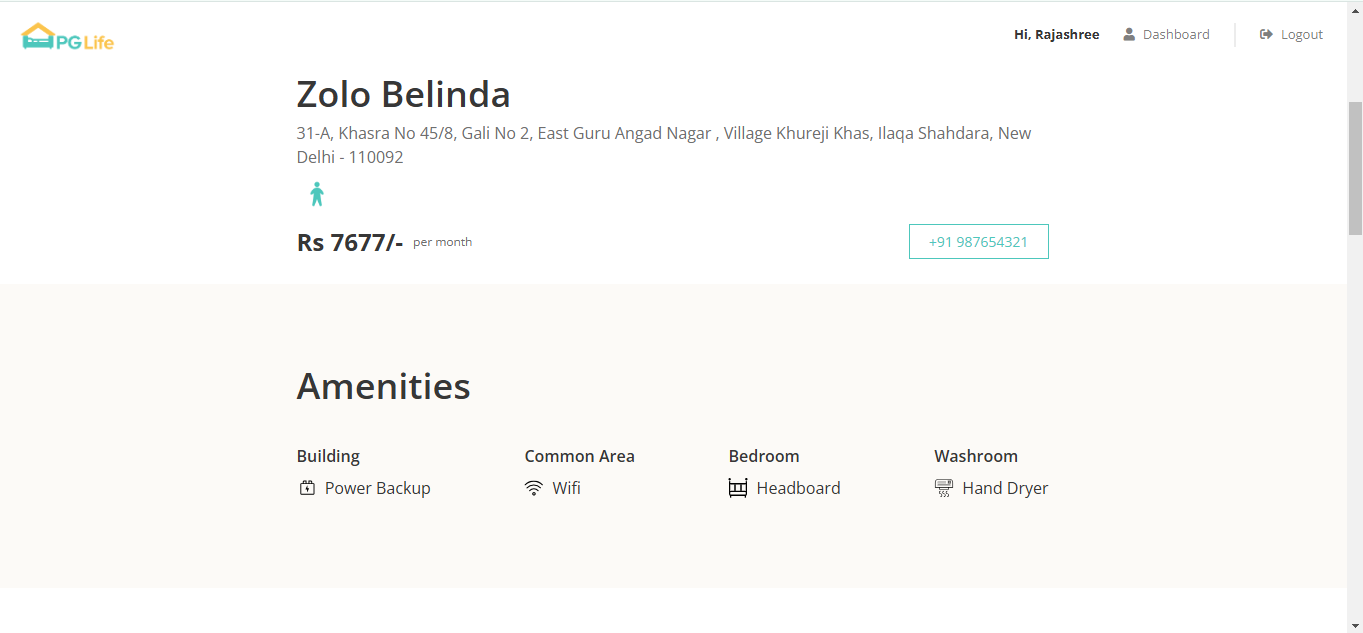 PG Life
Hi, Rajashree
Dashboard
Logout
Zolo Belinda
31-A, Khasra No 45/8, Gali No 2, East Guru Angad Nagar , Village Khureji Khas, Ilaqa Shahdara, New
Delhi - 110092
Rs 7677/- per month
+91 987654321
Amenities
Building
Power Backup
Common Area
Wifi
Bedroom
Headboard
Washroom
Hand Dryer